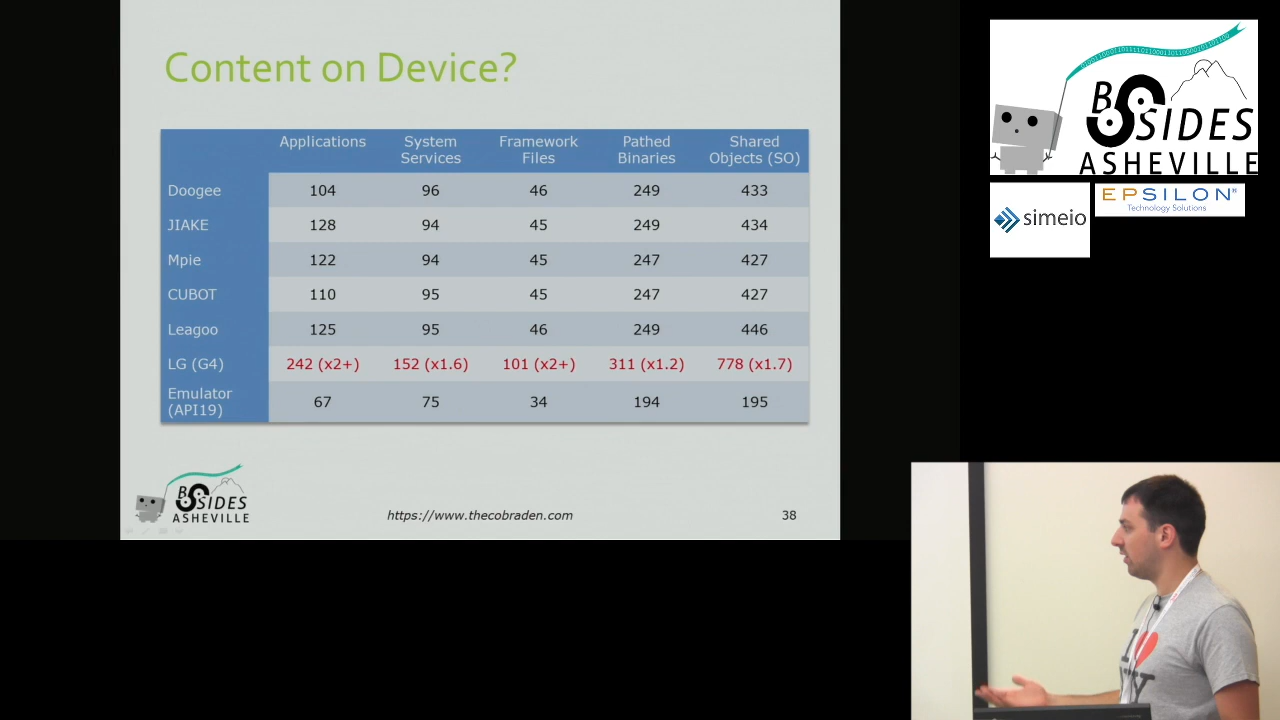 Content on Device?
Applications System Services Framework Files Pathed Binaries Shared Objects (SO)
Doogee 104 96 46 249 433
JIAKE 128 94 45 249 434
Mpie 122 94 45 247 427
CUBOT 110 95 45 247 427
Leagoo 125 95 46 249 446
LG (G4) 242 (x2+) 152 (x1.6) 101 (x2+) 311 (x1.2) 778 (x1.7)
Emulator (API19) 67 75 34 194 195
BSIDES
ASHEVILLE
https://www.thecobraden.com
38
BSIDES
ASHEVILLE
simeio
EPSILON®
Technology Solutions
I
NY